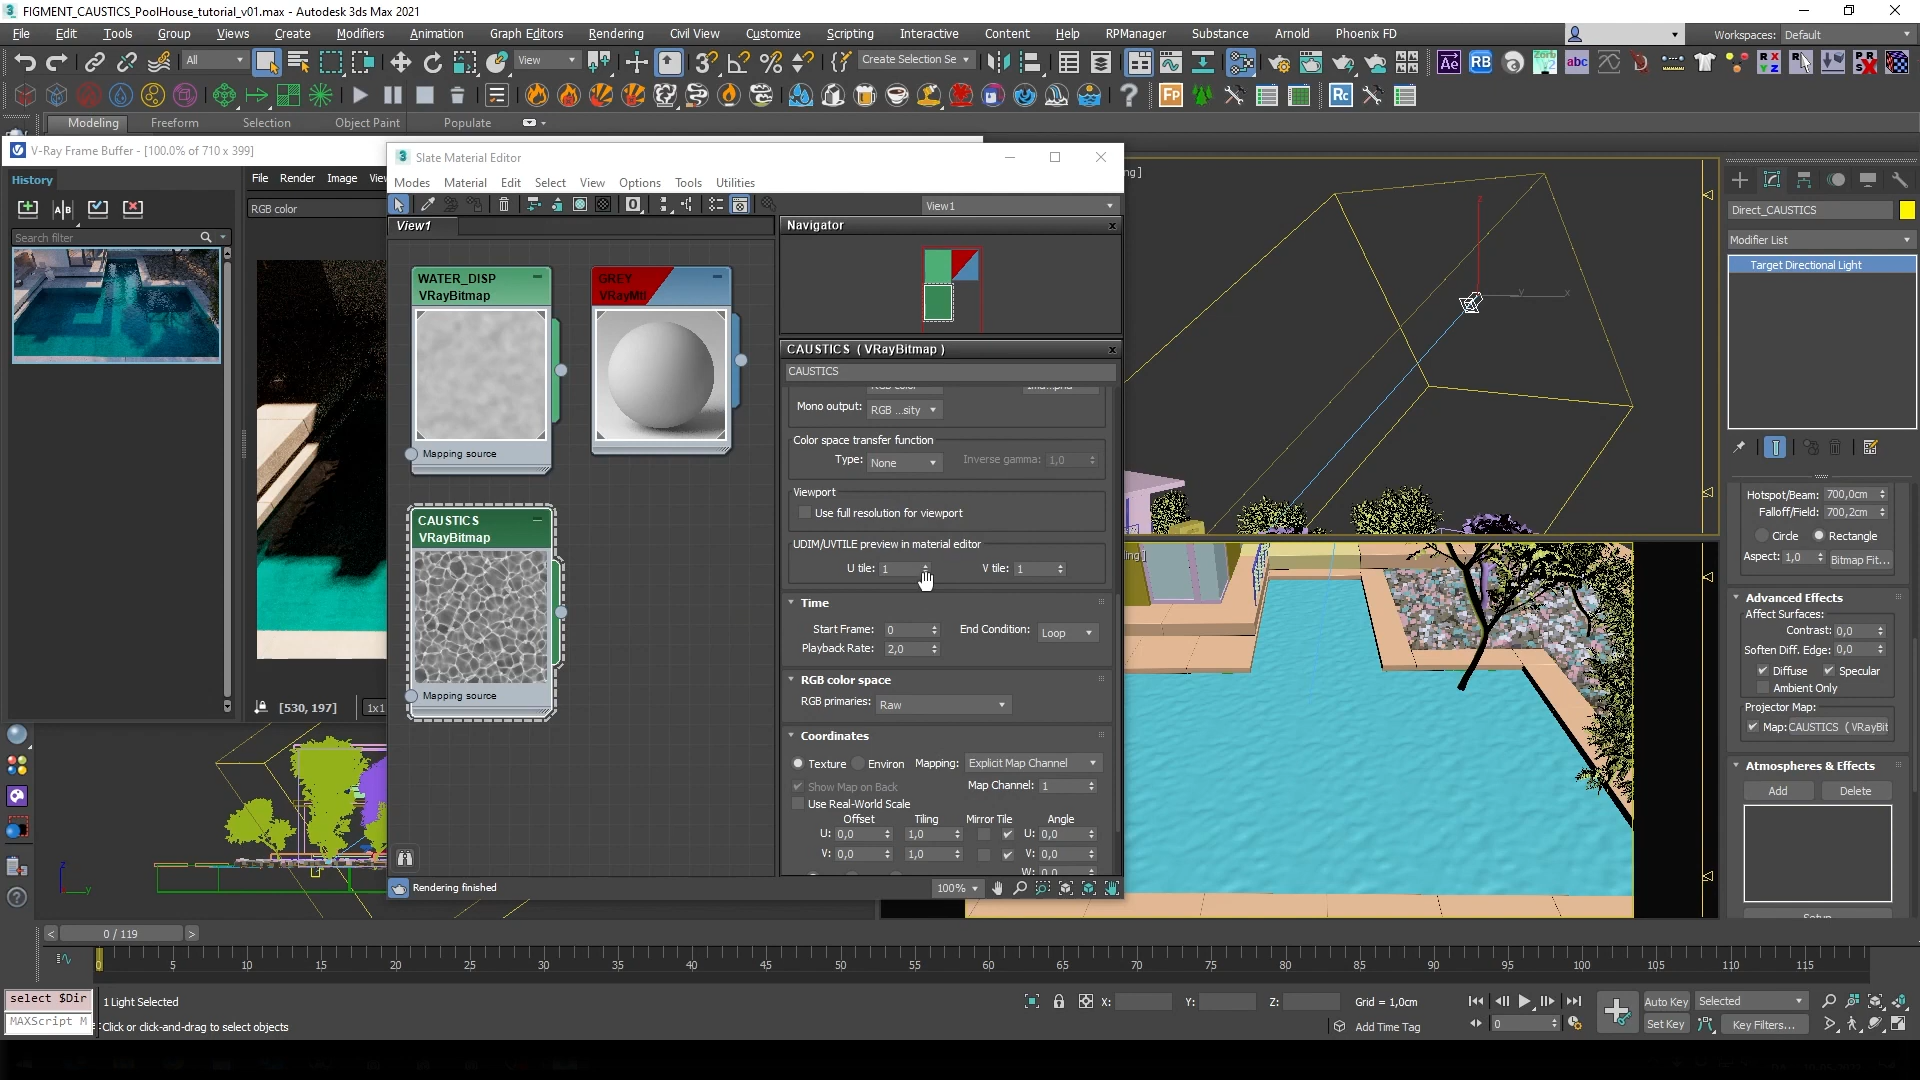 FIGMENT_CAUSTICS_PoolHouse_tutorial_v01.max - Autodesk 3ds Max 2021
File Edit Tools Group Views Create Modifiers Animation Graph Editors Rendering Civil View Customize Scripting Interactive Content Help RPManager Substance Arnold Phoenix FD
Workspaces: Default
All
View
Create Selection Se
Modeling Freeform Selection Object Paint Populate
V-Ray Frame Buffer - [100.0% of 710 x 399]
History
File Render Image
RGB color
Search filter
[530, 197]
1x1
Slate Material Editor
Modes Material Edit Select View Options Tools Utilities
View1
View1
WATER_DISP
VRayBitmap
Mapping source
GREY
VRayMtl
CAUSTICS
VRayBitmap
Mapping source
Rendering finished
100%
Navigator
CAUSTICS ( VRayBitmap )
CAUSTICS
Mono output: RGB ...sity
Color space transfer function
Type: None Inverse gamma: 1,0
Viewport
Use full resolution for viewport
UDIM/UVTILE preview in material editor
U tile: 1 V tile: 1
Time
Start Frame: 0 End Condition: Loop
Playback Rate: 2,0
RGB color space
RGB primaries: Raw
Coordinates
Texture Environ Mapping: Explicit Map Channel
Show Map on Back Map Channel: 1
Use Real-World Scale
Offset Tiling Mirror Tile Angle
U: 0,0 1,0 U: 0,0
V: 0,0 1,0 V: 0,0
W: 0,0
Direct_CAUSTICS
Modifier List
Target Directional Light
Hotspot/Beam: 700,0cm
Falloff/Field: 700,2cm
Circle Rectangle
Aspect: 1,0 Bitmap Fit...
Advanced Effects
Affect Surfaces:
Contrast: 0,0
Soften Diff. Edge: 0,0
Diffuse Specular
Ambient Only
Projector Map:
Map: CAUSTICS ( VRayBit
Atmospheres & Effects
Add Delete
Setup
0 / 119
0 5 10 15 20 25 30 35 40 45 50 55 60 65 70 75 80 85 90 95 100 105 110 115
select $Dir
MAXScript M
1 Light Selected
Click or click-and-drag to select objects
X: Y: Z: Grid = 1,0cm
Add Time Tag
0
Auto Key Selected
Set Key Key Filters...